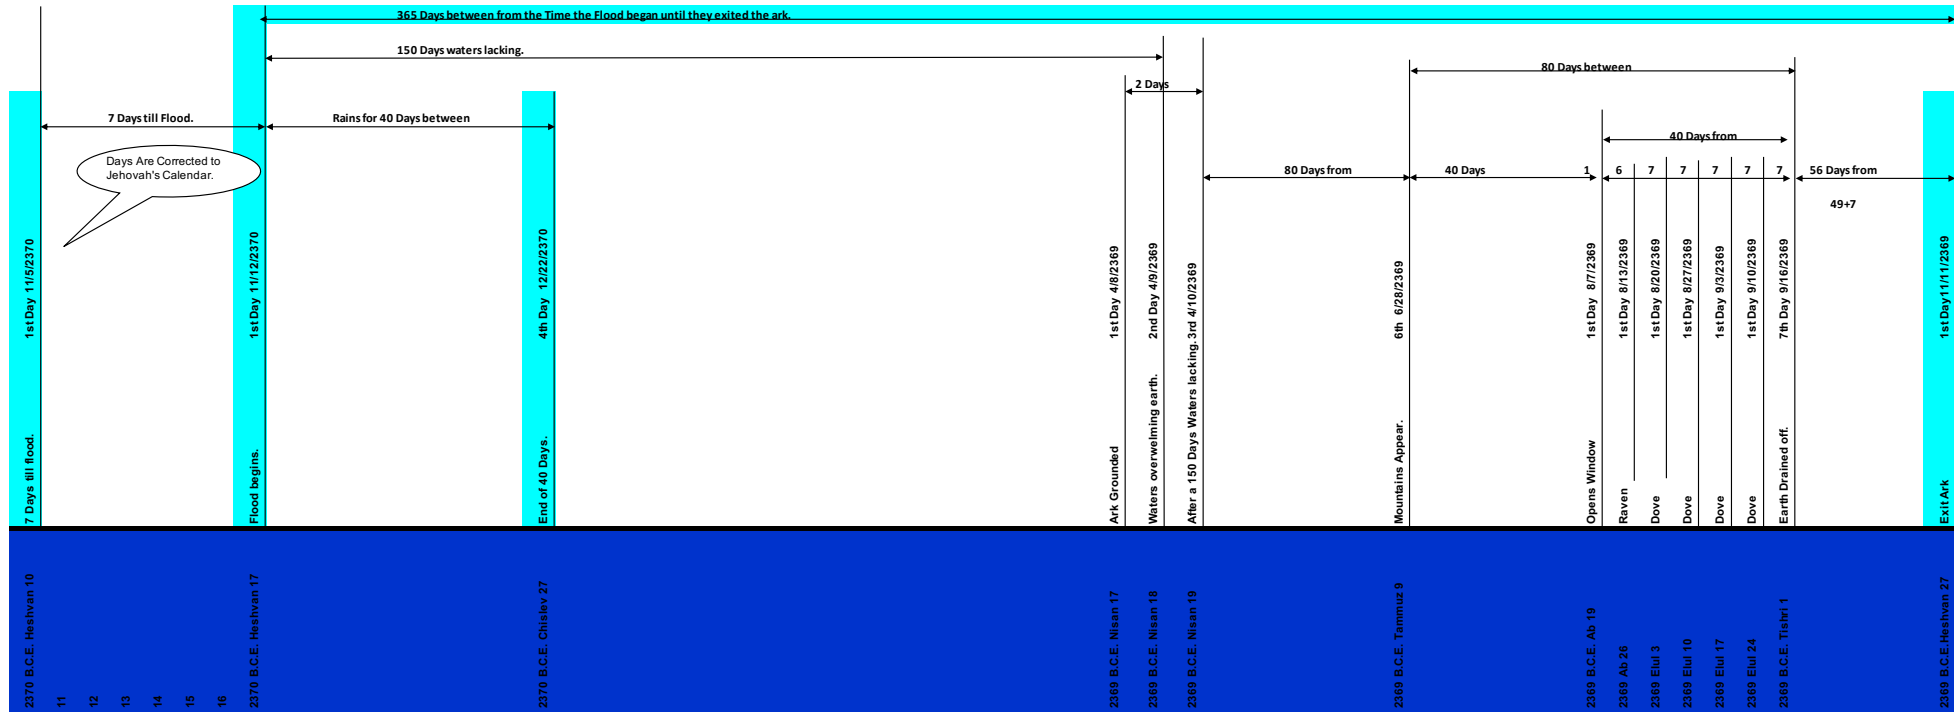 365 Days between from the Time the Flood began until they exited the ark.
150 Days waters lacking.
80 Days between
2 Days
7 Days till Flood.
Rains for 40 Days between
40 Days from
Days Are Corrected to
Jehovah's Calendar.
80 Days from
40 Days
1
6
7
7
7
7
7
56 Days from
49+7
7 Days till flood. 1st Day 11/5/2370
Flood begins. 1st Day 11/12/2370
End of 40 Days. 4th Day 12/22/2370
Ark Grounded 1st Day 4/8/2369
Waters overwelming earth. 2nd Day 4/9/2369
After a 150 Days Waters lacking. 3rd 4/10/2369
Mountains Appear. 6th 6/28/2369
Opens Window 1st Day 8/7/2369
Raven 1st Day 8/13/2369
Dove 1st Day 8/20/2369
Dove 1st Day 8/27/2369
Dove 1st Day 9/3/2369
Dove 1st Day 9/10/2369
Earth Drained off. 7th Day 9/16/2369
Exit Ark 1st Day 11/11/2369
2370 B.C.E. Heshvan 10
11
12
13
14
15
16
2370 B.C.E. Heshvan 17
2370 B.C.E. Chislev 27
2369 B.C.E. Nisan 17
2369 B.C.E. Nisan 18
2369 B.C.E. Nisan 19
2369 B.C.E. Tammuz 9
2369 B.C.E. Ab 19
2369 Ab 26
2369 Elul 3
2369 Elul 10
2369 Elul 17
2369 Elul 24
2369 B.C.E. Tishri 1
2369 B.C.E. Heshvan 27